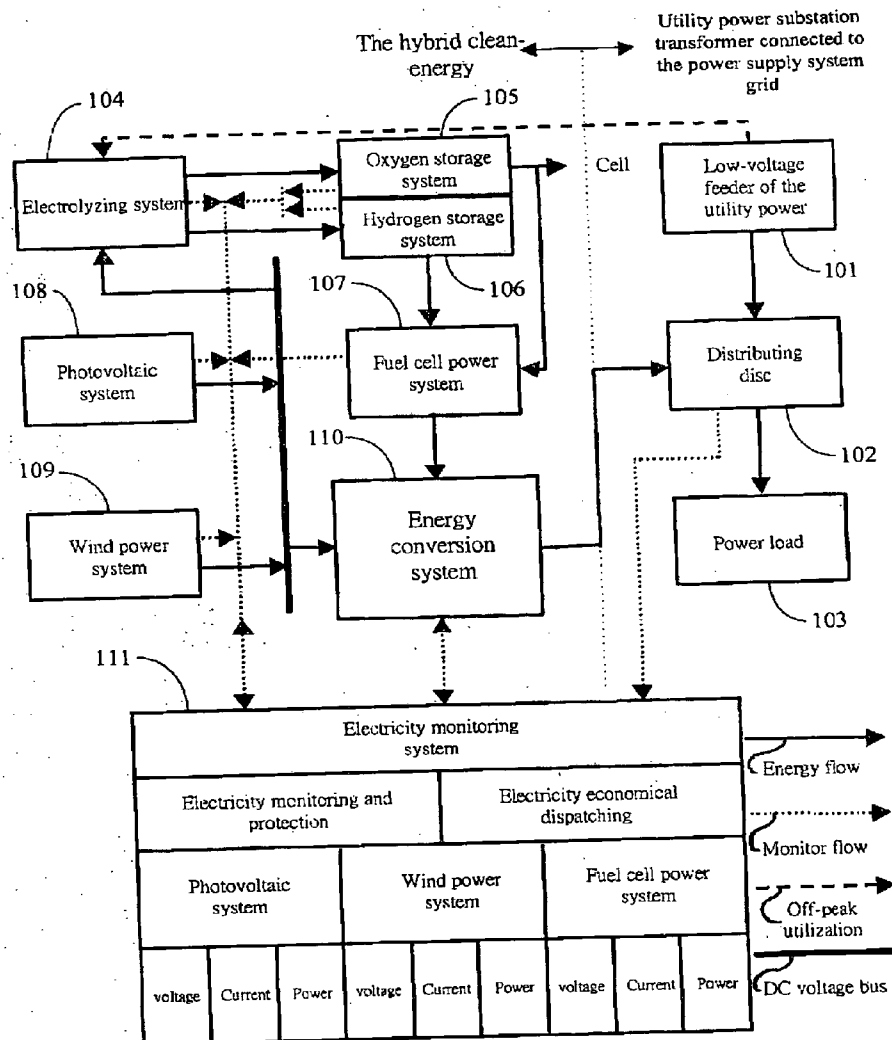 The hybrid clean-
energy
Utility power substation
transformer connected to
the power supply system
grid
104
105
Electrolyzing system
Oxygen storage
system
Hydrogen storage
system
Cell
Low-voltage
feeder of the
utility power
101
106
108
107
Photovoltaic
system
Fuel cell power
system
Distributing
disc
102
109
110
Wind power
system
Energy
conversion
system
Power load
103
111
Electricity monitoring
system
Electricity monitoring and
protection
Electricity economical
dispatching
Photovoltaic
system
Wind power
system
Fuel cell power
system
voltage
Current
Power
voltage
Current
Power
voltage
Current
Power
Energy flow
Monitor flow
Off-peak
utilization
DC voltage bus